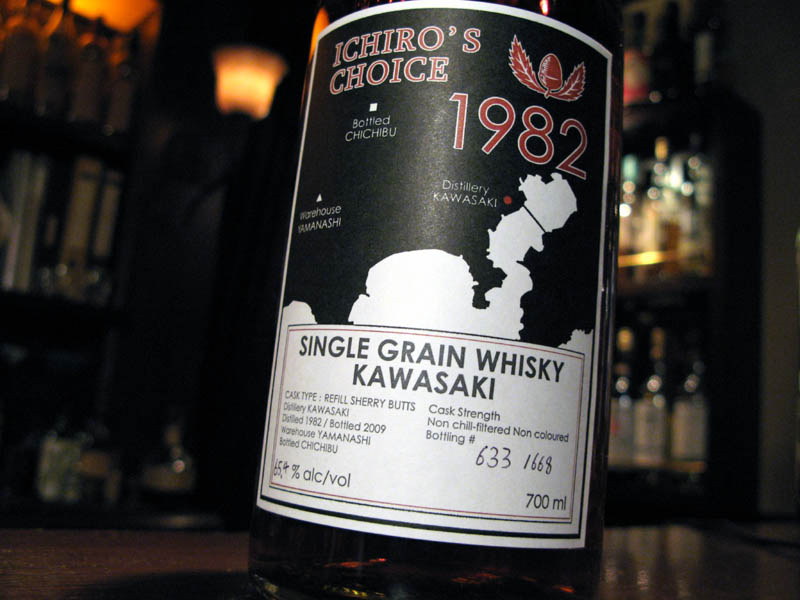 ICHIRO'S
CHOICE
1982
Bottled
CHICHIBU
Distillery
KAWASAKI
Warehouse
YAMANASHI
SINGLE GRAIN WHISKY
KAWASAKI
CASK TYPE : REFILL SHERRY BUTTS
Distillery KAWASAKI
Distilled 1982 / Bottled 2009
Warehouse YAMANASHI
Bottled CHICHIBU
Cask Strength
Non chill-filtered Non coloured
Bottling #
633 1668
65,4 % alc/vol
700 ml